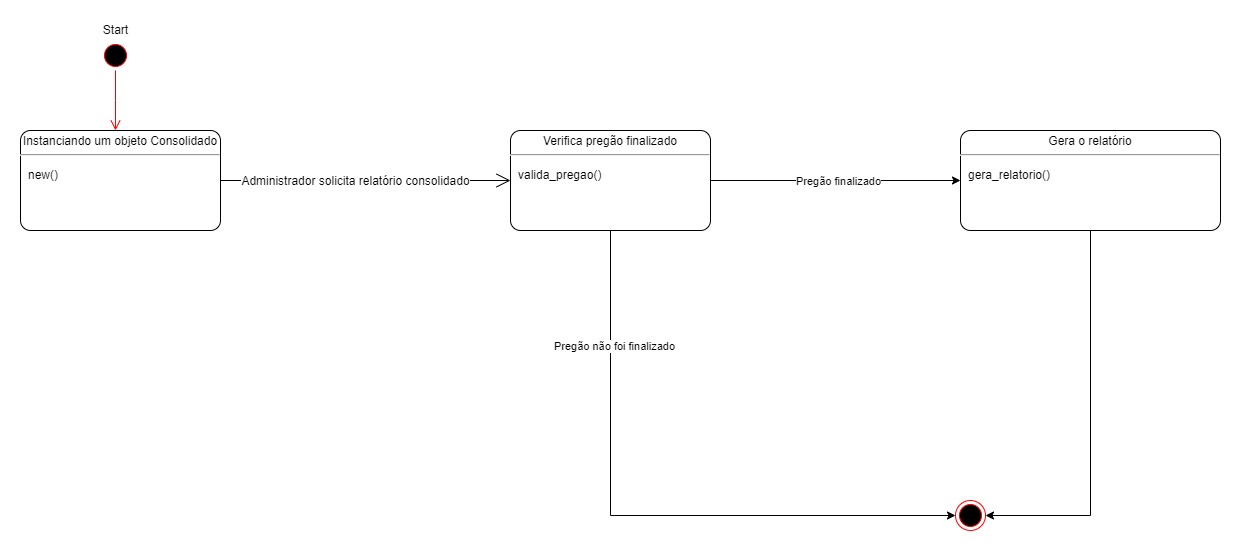 Start
Instanciando um objeto Consolidado
new()
Administrador solicita relatório consolidado
Verifica pregão finalizado
valida_pregao()
Pregão finalizado
Gera o relatório
gera_relatorio()
Pregão não foi finalizado